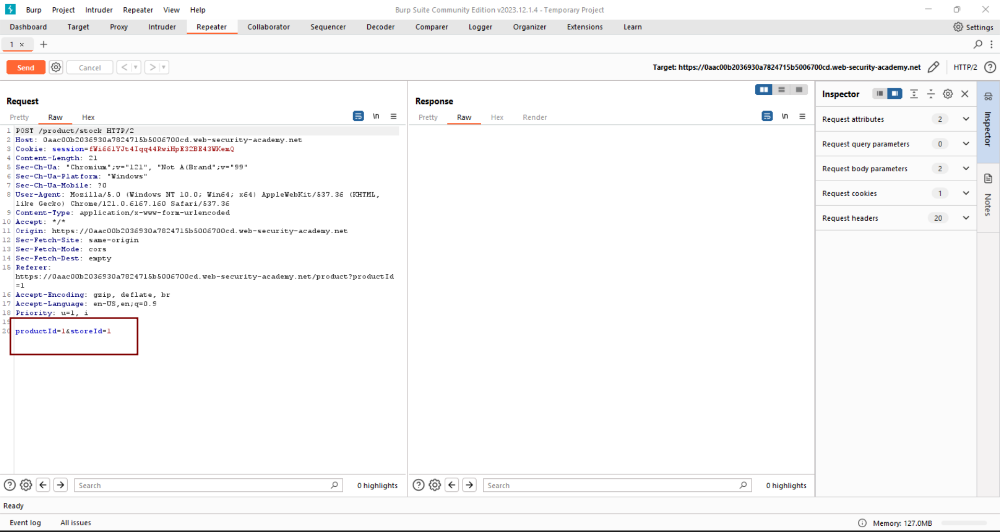 Burp Project Intruder Repeater View Help
Burp Suite Community Edition v2023.12.1.4 - Temporary Project
Dashboard Target Proxy Intruder Repeater Collaborator Sequencer Decoder Comparer Logger Organizer Extensions Learn
Settings
1 × +
Send Cancel < >
Target: https://0aac00b2036930a7824715b5006700cd.web-security-academy.net
HTTP/2
Request
Pretty Raw Hex
\n
1 POST /product/stock HTTP/2
2 Host: 0aac00b2036930a7824715b5006700cd.web-security-academy.net
3 Cookie: session=fWi661YJt4Iqq44RwiHpE32BE43WKemQ
4 Content-Length: 21
5 Sec-Ch-Ua: "Chromium";v="121", "Not A(Brand";v="99"
6 Sec-Ch-Ua-Platform: "Windows"
7 Sec-Ch-Ua-Mobile: ?0
8 User-Agent: Mozilla/5.0 (Windows NT 10.0; Win64; x64) AppleWebKit/537.36 (KHTML,
like Gecko) Chrome/121.0.6167.160 Safari/537.36
9 Content-Type: application/x-www-form-urlencoded
10 Accept: */*
11 Origin: https://0aac00b2036930a7824715b5006700cd.web-security-academy.net
12 Sec-Fetch-Site: same-origin
13 Sec-Fetch-Mode: cors
14 Sec-Fetch-Dest: empty
15 Referer:
https://0aac00b2036930a7824715b5006700cd.web-security-academy.net/product?productId
=1
16 Accept-Encoding: gzip, deflate, br
17 Accept-Language: en-US,en;q=0.9
18 Priority: u=1, i
19
20 productId=1&storeId=1
Search
0 highlights
Response
Pretty Raw Hex Render
\n
Search
0 highlights
Inspector
Request attributes 2
Request query parameters 0
Request body parameters 2
Request cookies 1
Request headers 20
Inspector
Notes
Ready
Event log All issues
Memory: 127.0MB